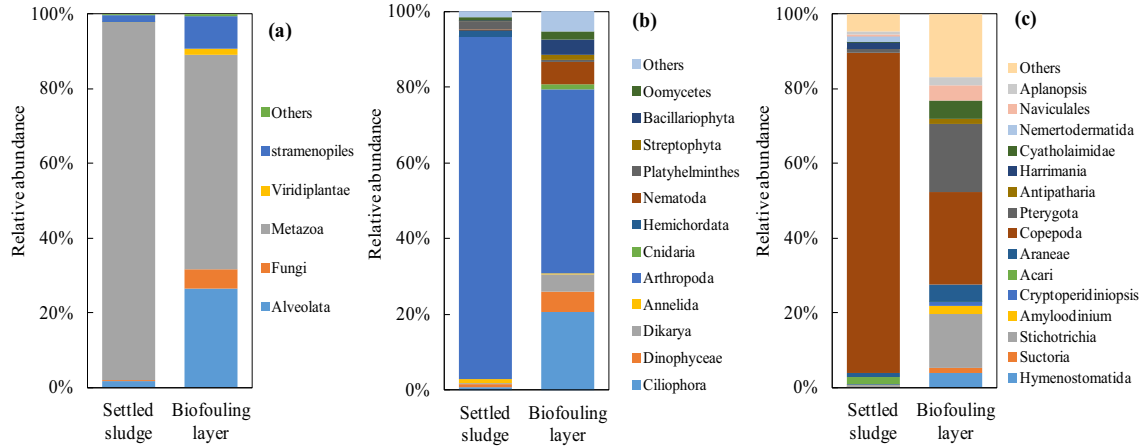 (a)
Relative abundance
100%
80%
60%
40%
20%
0%
Settled
sludge
Biofouling
layer
Others
stramenopiles
Viridiplantae
Metazoa
Fungi
Alveolata
(b)
Relative abundance
100%
80%
60%
40%
20%
0%
Settled
sludge
Biofouling
layer
Others
Oomycetes
Bacillariophyta
Streptophyta
Platyhelminthes
Nematoda
Hemichordata
Cnidaria
Arthropoda
Annelida
Dikarya
Dinophyceae
Ciliophora
(c)
Relative abundance
100%
80%
60%
40%
20%
0%
Settled
sludge
Biofouling
layer
Others
Aplanopsis
Naviculales
Nemertodermatida
Cyatholaimidae
Harrimania
Antipatharia
Pterygota
Copepoda
Araneae
Acari
Cryptoperidiniopsis
Amyloodinium
Stichotrichia
Suctoria
Hymenostomatida